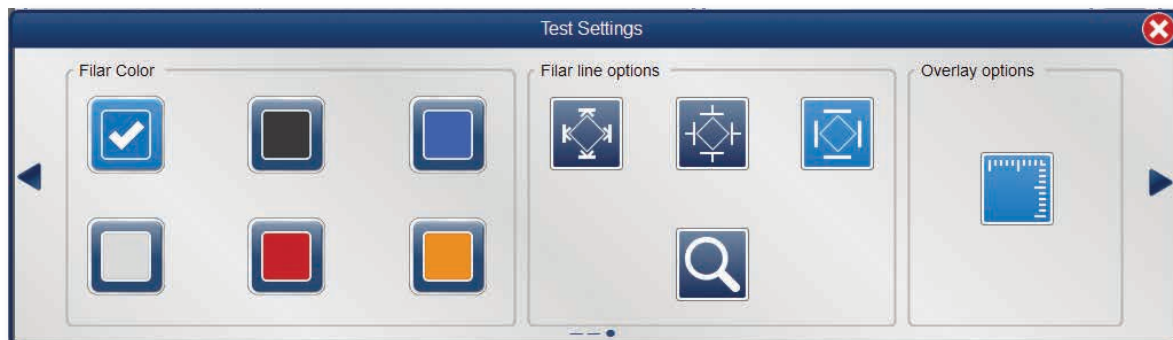 Test Settings
Filar Color
Filar line options
Overlay options